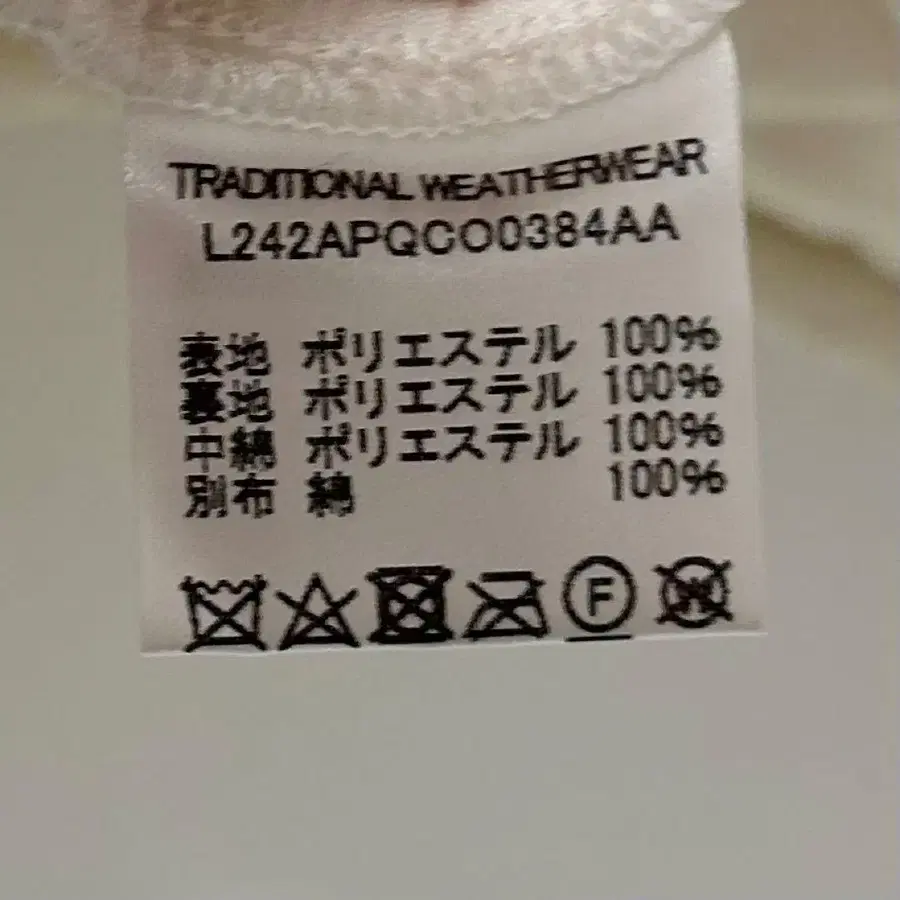 TRADITIONAL WEATHERWEAR
L242APQCO0384AA
表地 ポリエステル 100%
裏地 ポリエステル 100%
中綿 ポリエステル 100%
別布 綿 100%
F
W